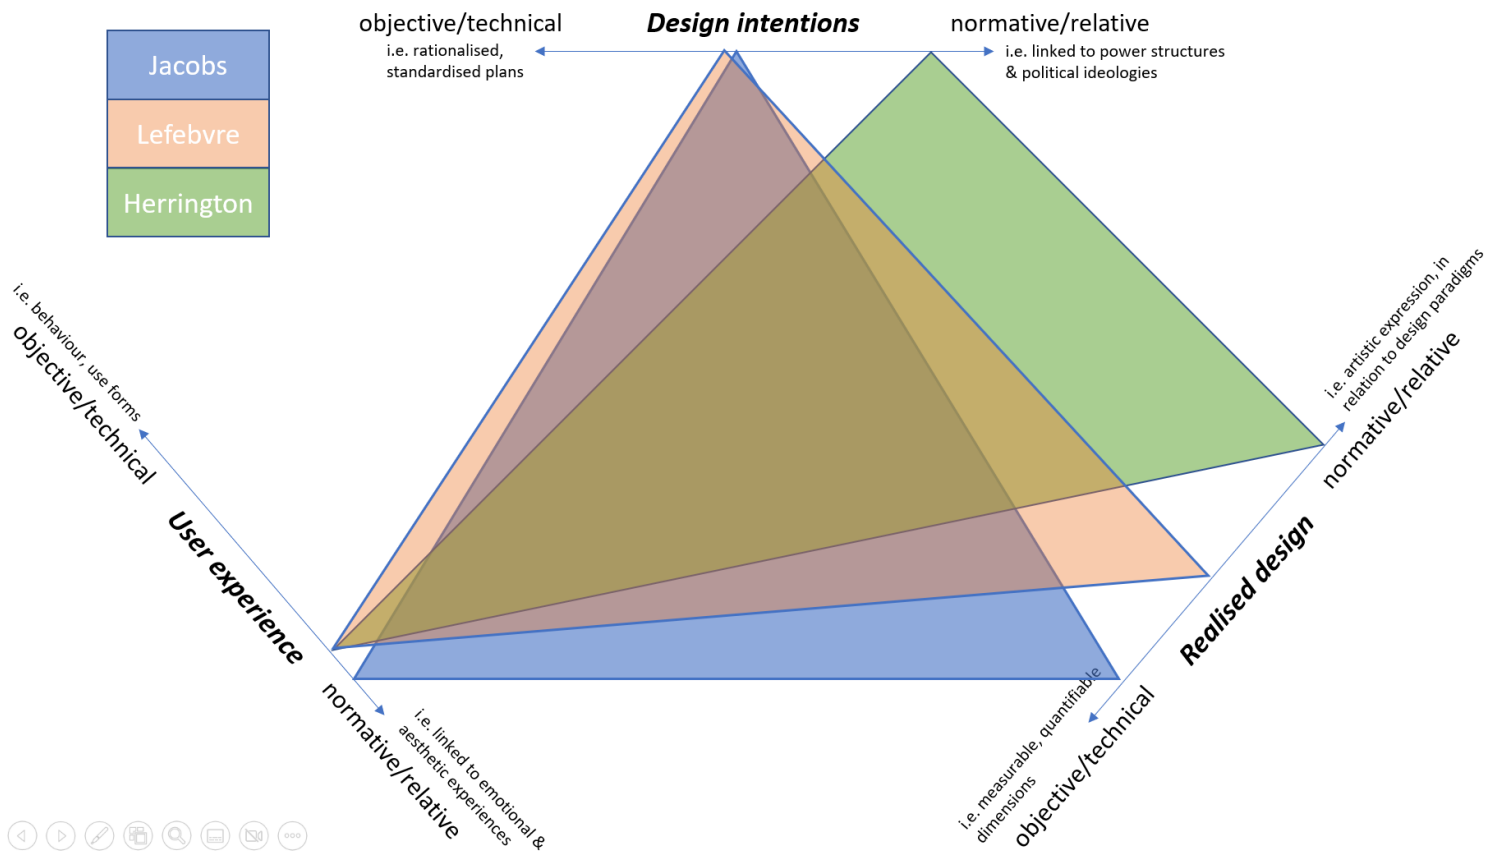 objective/technical
i.e. rationalised,
standardised plans
Design intentions
normative/relative
i.e. linked to power structures
& political ideologies
Jacobs
Lefebvre
Herrington
i.e. behaviour, use forms
objective/technical
User experience
normative/relative
i.e. linked to emotional &
aesthetic experiences
i.e. artistic expression, in
relation to design paradigms
normative/relative
Realised design
i.e. measurable, quantifiable
dimensions
objective/technical